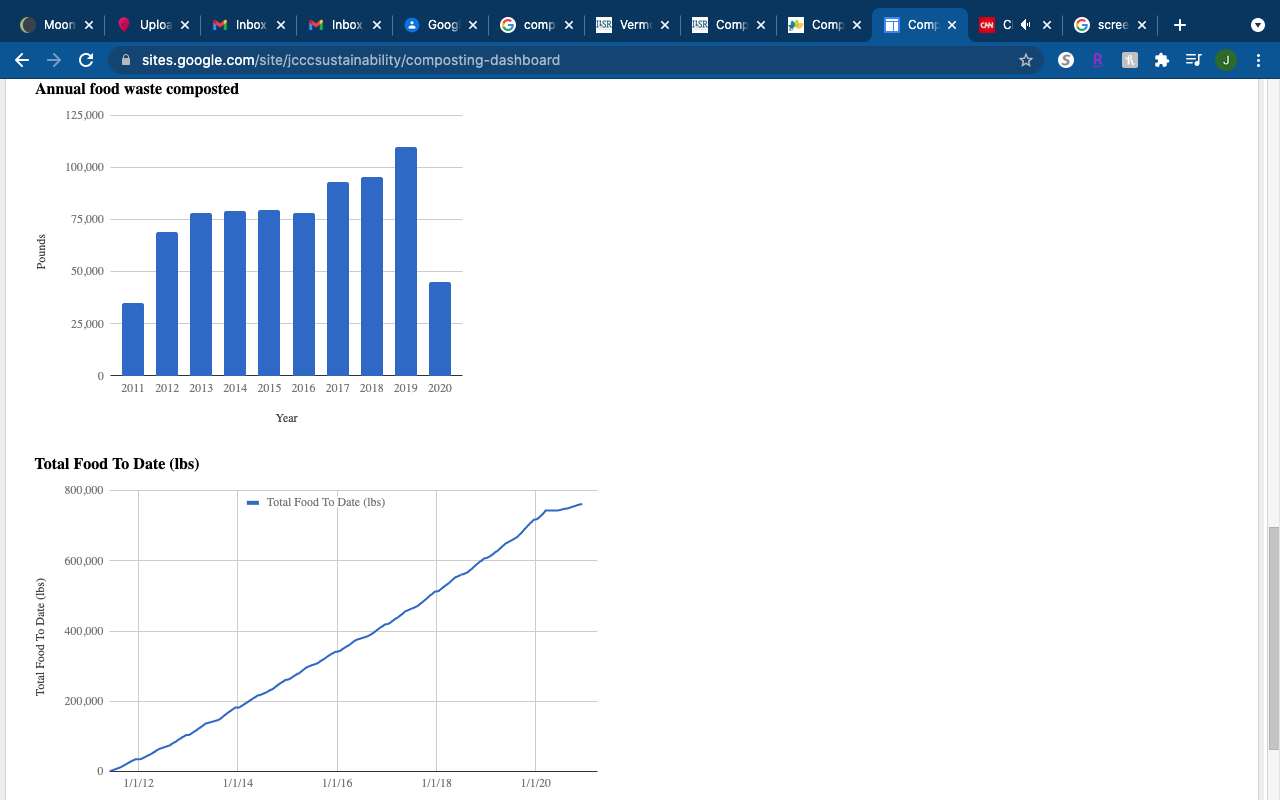 Moon Uploa Inbox Inbox Goog comp ILSR Verm ILSR Comp Comp Comp CNN C scree
sites.google.com/site/jcccsustainability/composting-dashboard S R J
Annual food waste composted
125,000
100,000
75,000
50,000
25,000
0
Pounds
2011 2012 2013 2014 2015 2016 2017 2018 2019 2020
Year
Total Food To Date (lbs)
800,000
Total Food To Date (lbs)
600,000
400,000
200,000
0
Total Food To Date (lbs)
1/1/12 1/1/14 1/1/16 1/1/18 1/1/20